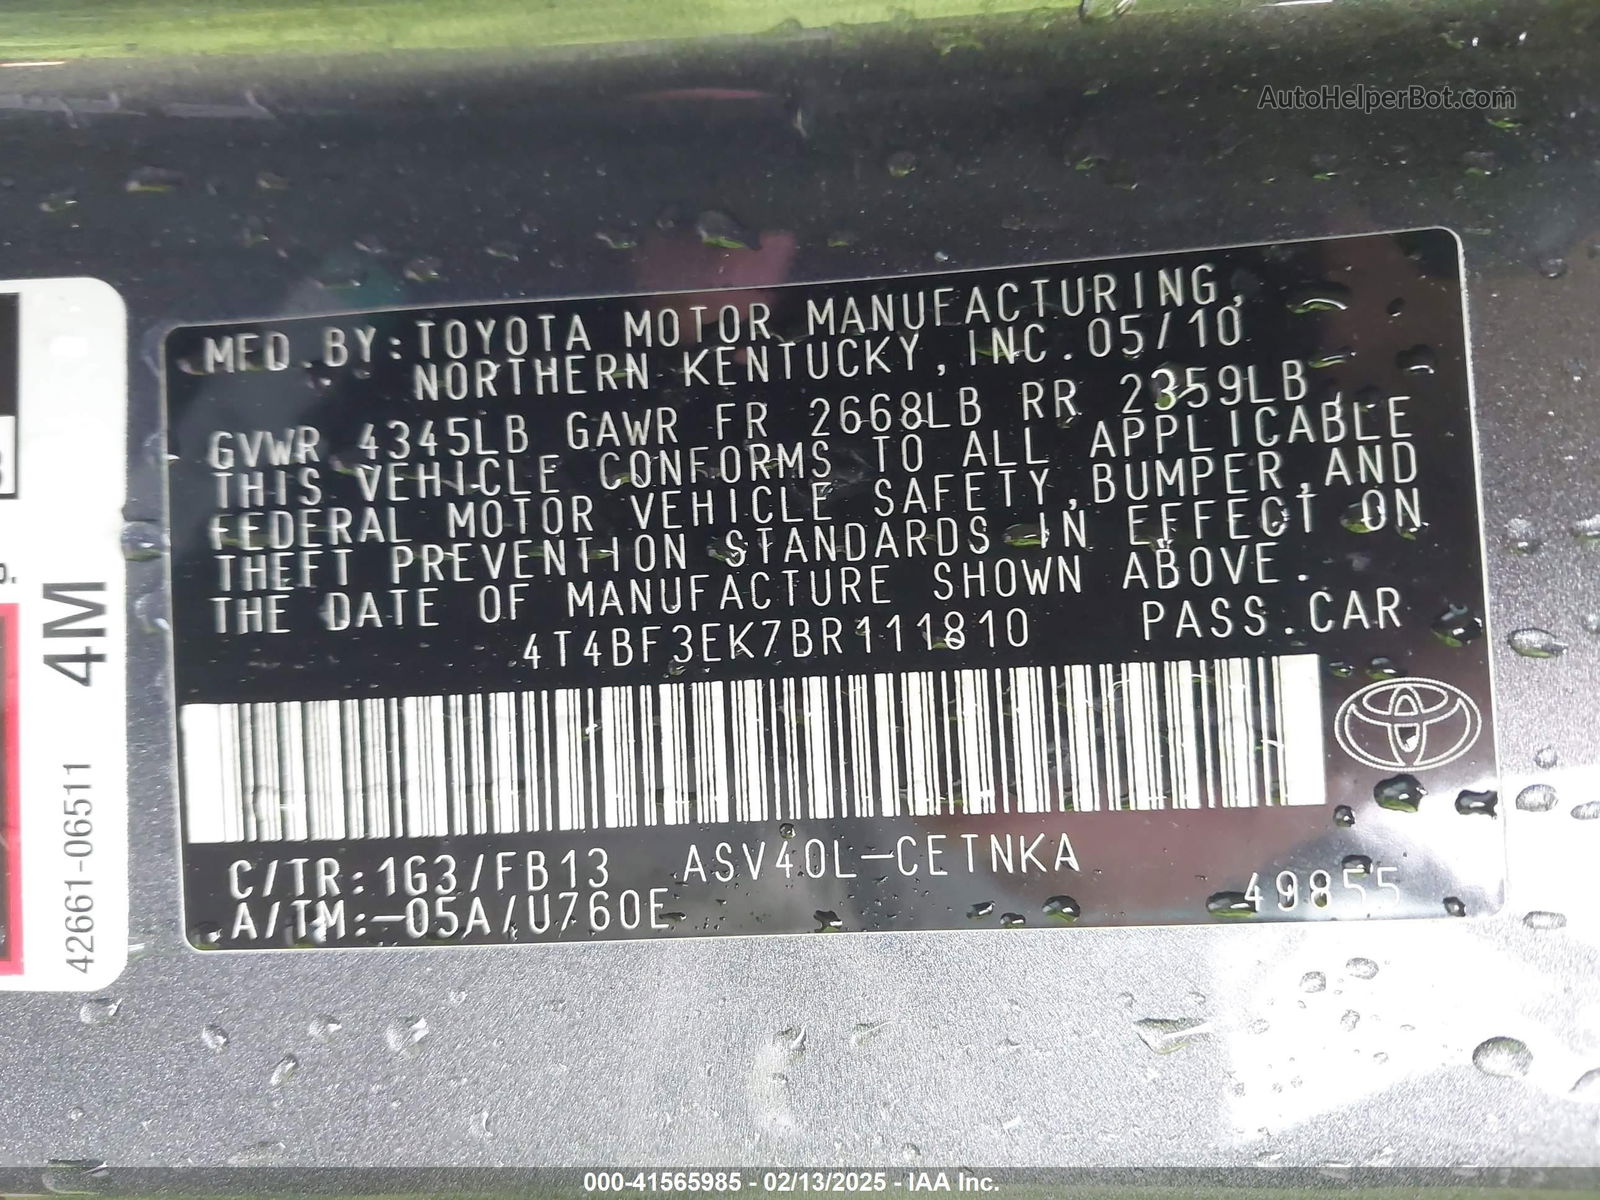 AutoHelperBot.com
MFD. BY: TOYOTA MOTOR MANUFACTURING,
NORTHERN KENTUCKY, INC. 05/10
GVWR 4345LB GAWR FR 2668LB RR 2359LB
THIS VEHICLE CONFORMS TO ALL APPLICABLE
FEDERAL MOTOR VEHICLE SAFETY, BUMPER, AND
THEFT PREVENTION STANDARDS IN EFFECT ON
THE DATE OF MANUFACTURE SHOWN ABOVE.
4T4BF3EK7BR111810 PASS. CAR
C/TR: 1G3/FB13 ASV40L-CETNKA
A/TM: -05A/U760E 49855
4M
42661-06511
000-41565985 - 02/13/2025 - IAA Inc.